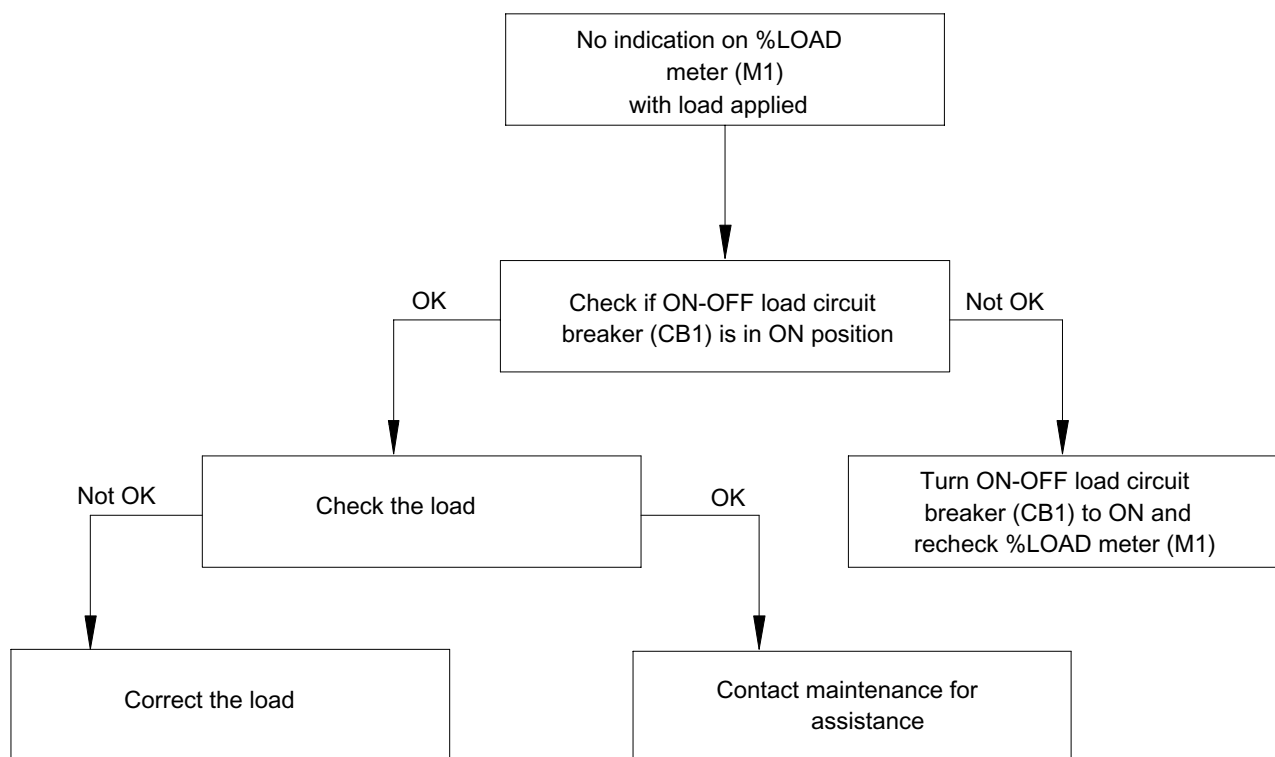 No indication on %LOAD
meter (M1)
with load applied
OK
Check if ON-OFF load circuit
breaker (CB1) is in ON position
Not OK
Not OK
Check the load
OK
Turn ON-OFF load circuit
breaker (CB1) to ON and
recheck %LOAD meter (M1)
Correct the load
Contact maintenance for
assistance